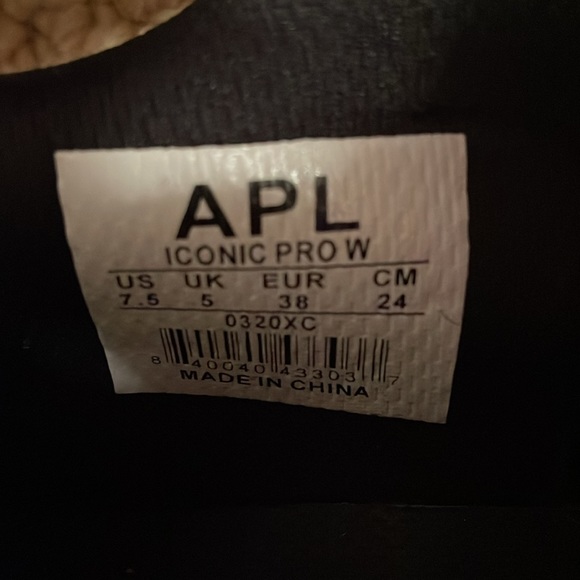 APL
ICONIC PRO W
US UK EUR CM
7.5 5 38 24
0320XC
8 40040 43303 7
MADE IN CHINA